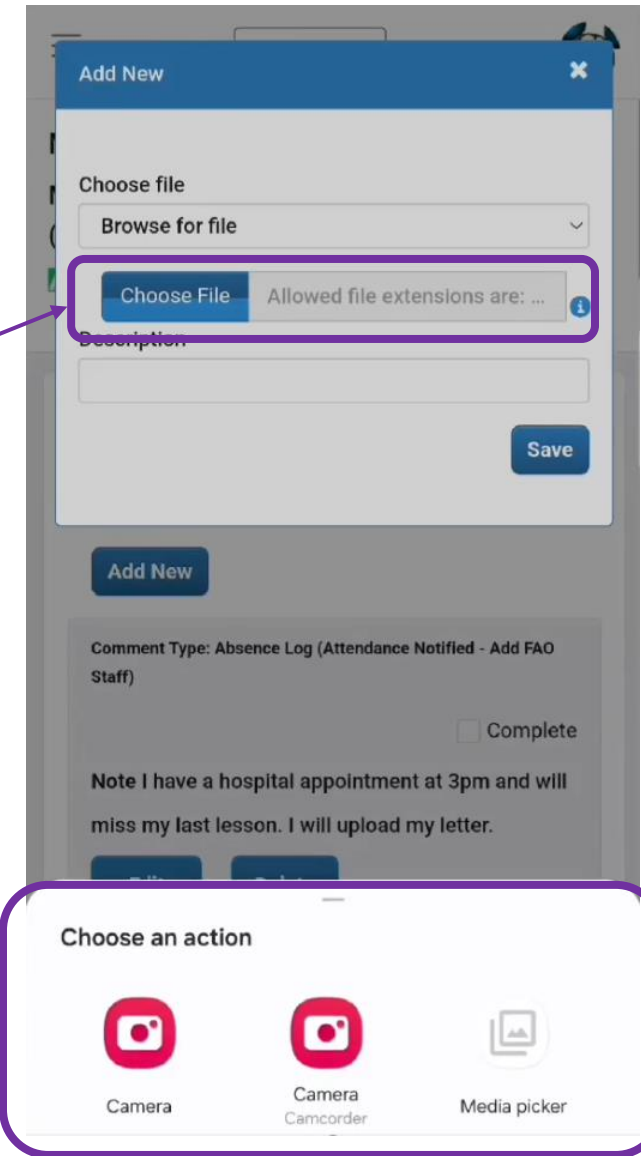 Add New
Choose file
Browse for file
Choose File Allowed file extensions are: ...
Description
Save
Add New
Comment Type: Absence Log (Attendance Notified - Add FAO
Staff)
Complete
Note I have a hospital appointment at 3pm and will
miss my last lesson. I will upload my letter.
Choose an action
Camera
Camera
Camcorder
Media picker